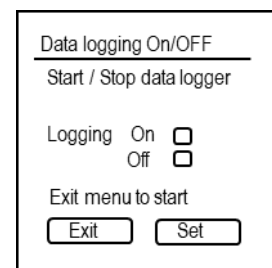 Data logging On/OFF
Start / Stop data logger
Logging On
Off
Exit menu to start
Exit Set